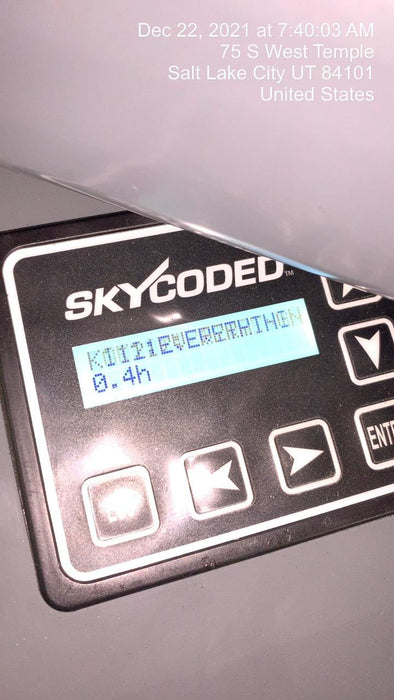 Dec 22, 2021 at 7:40:03 AM
75 S West Temple
Salt Lake City UT 84101
United States
SKYCODED™
0.4h